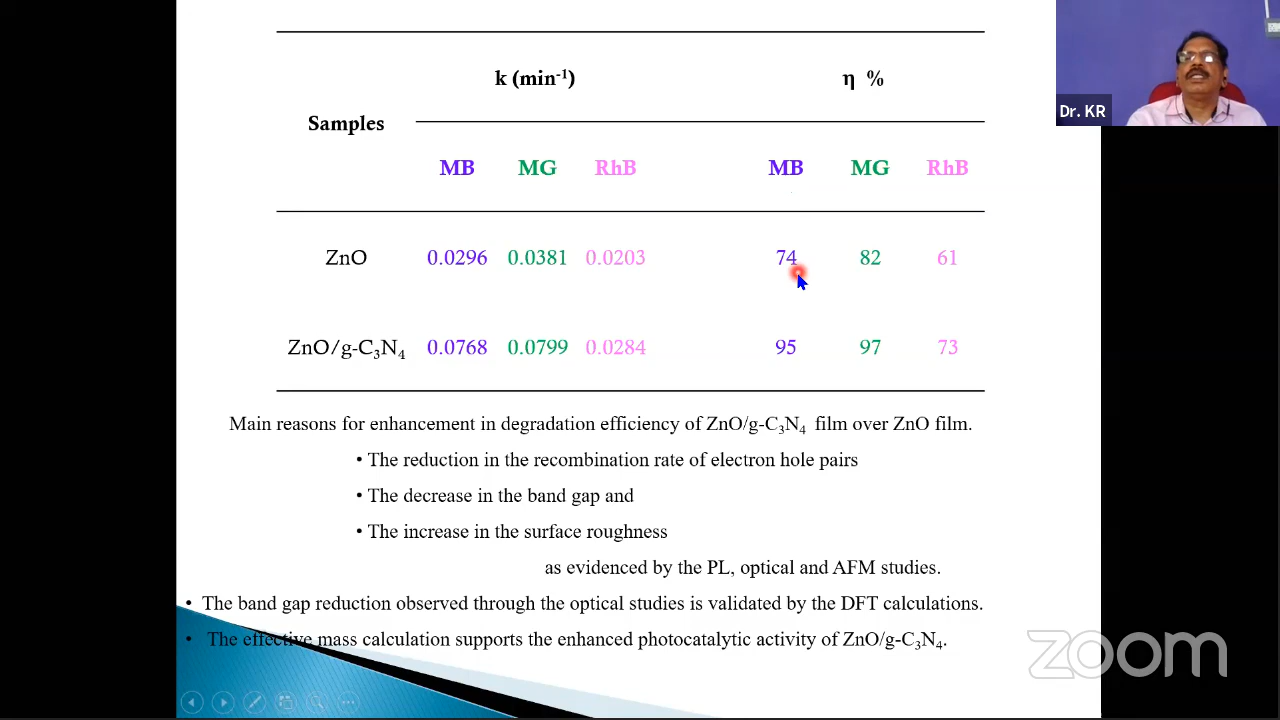 k (min⁻¹) η %
Samples
MB MG RhB MB MG RhB
ZnO 0.0296 0.0381 0.0203 74 82 61
ZnO/g-C₃N₄ 0.0768 0.0799 0.0284 95 97 73
Main reasons for enhancement in degradation efficiency of ZnO/g-C₃N₄ film over ZnO film.
• The reduction in the recombination rate of electron hole pairs
• The decrease in the band gap and
• The increase in the surface roughness
as evidenced by the PL, optical and AFM studies.
• The band gap reduction observed through the optical studies is validated by the DFT calculations.
• The effective mass calculation supports the enhanced photocatalytic activity of ZnO/g-C₃N₄.
Dr. KR
zoom